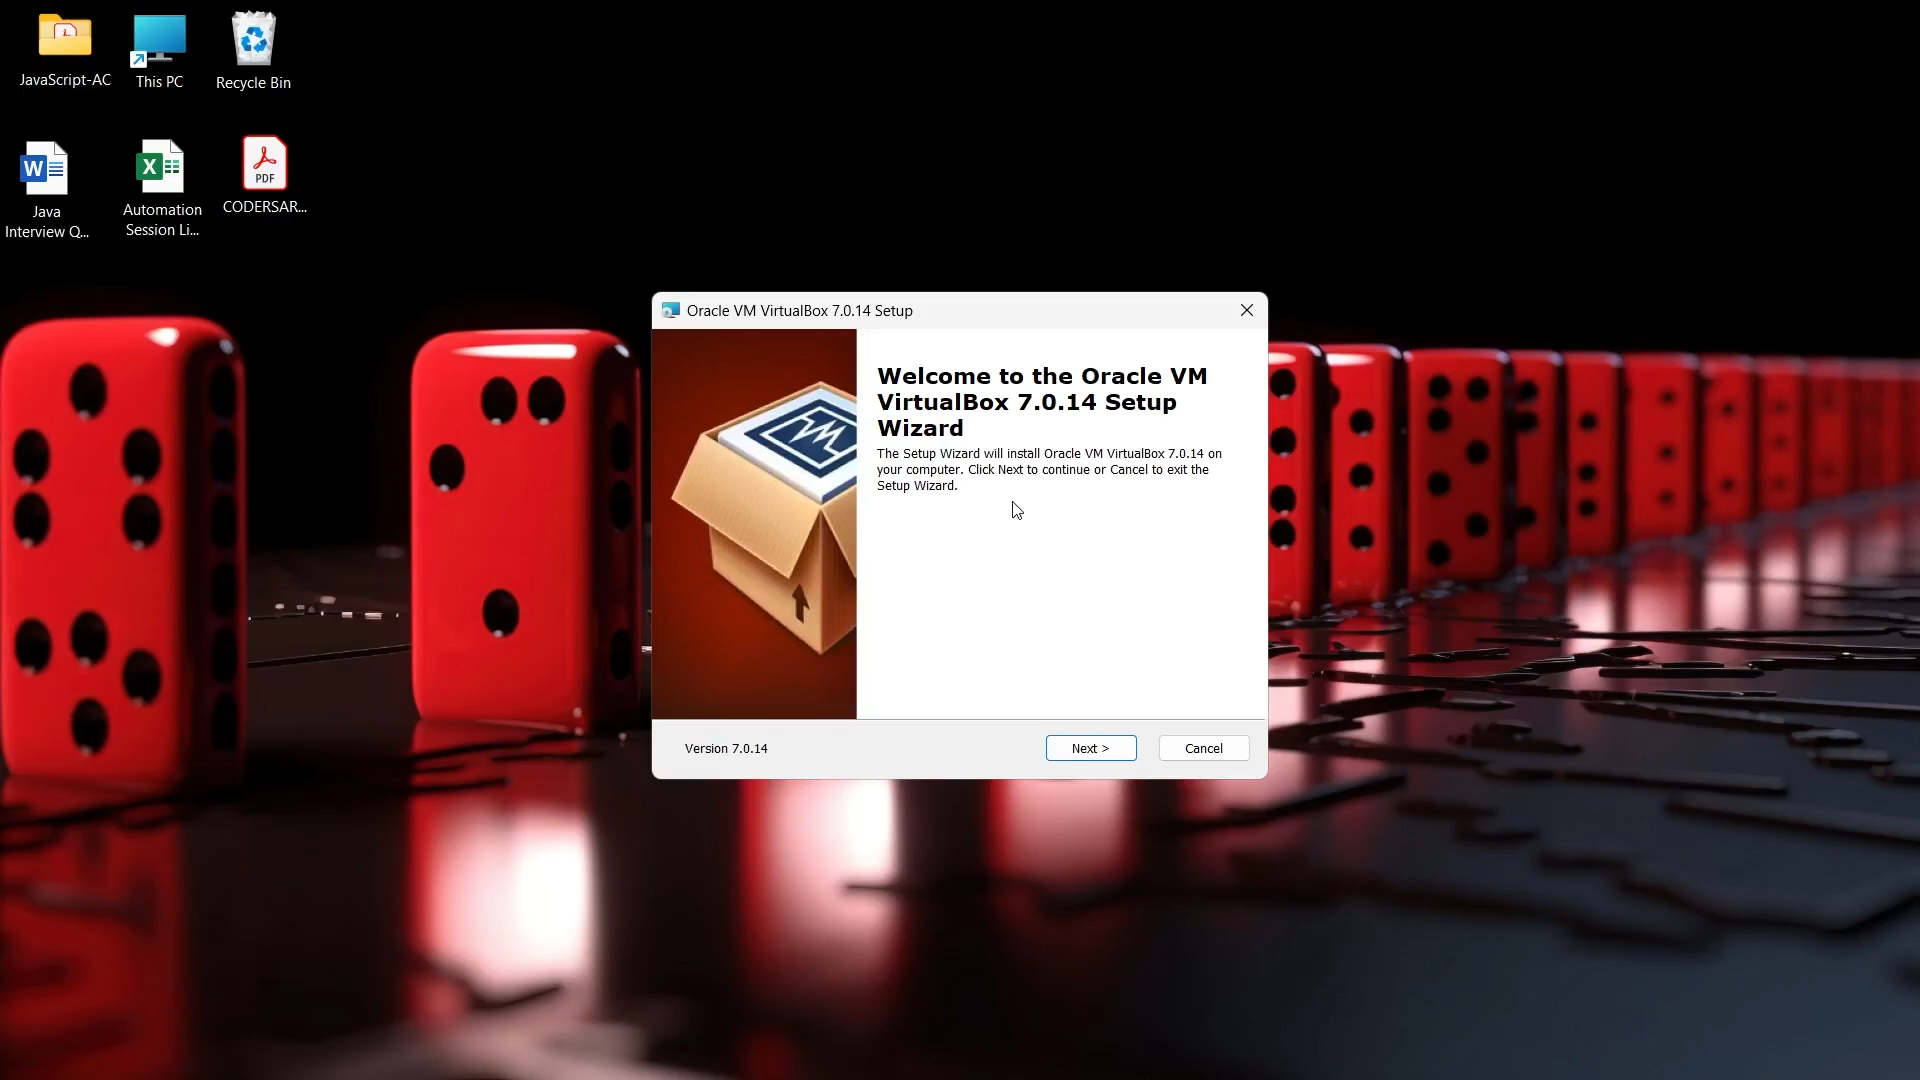 JavaScript-AC
This PC
Recycle Bin
W
Java
Interview Q...
X
Automation
Session Li...
PDF
CODERSAR...
Oracle VM VirtualBox 7.0.14 Setup
Welcome to the Oracle VM
VirtualBox 7.0.14 Setup
Wizard
The Setup Wizard will install Oracle VM VirtualBox 7.0.14 on
your computer. Click Next to continue or Cancel to exit the
Setup Wizard.
Version 7.0.14
Next >
Cancel